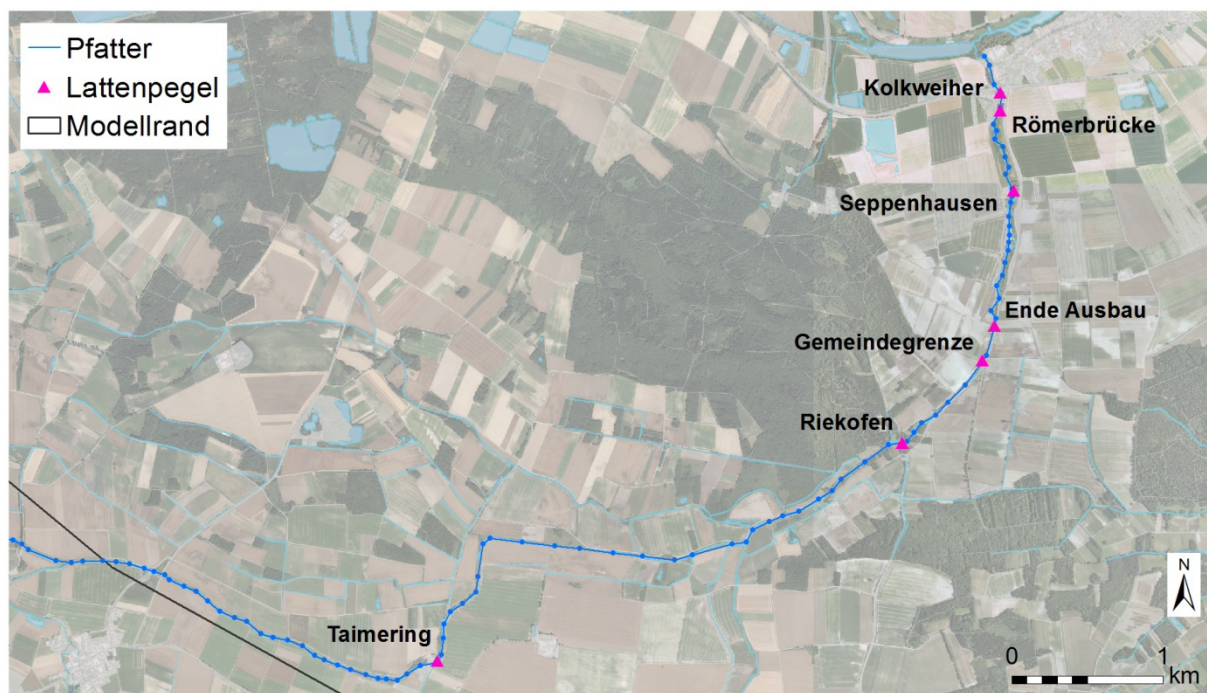 Pfatter
Lattenpegel
Modellrand
Kolkweiher
Römerbrücke
Seppenhausen
Ende Ausbau
Gemeindegrenze
Riekofen
Taimering
N
0 1
km